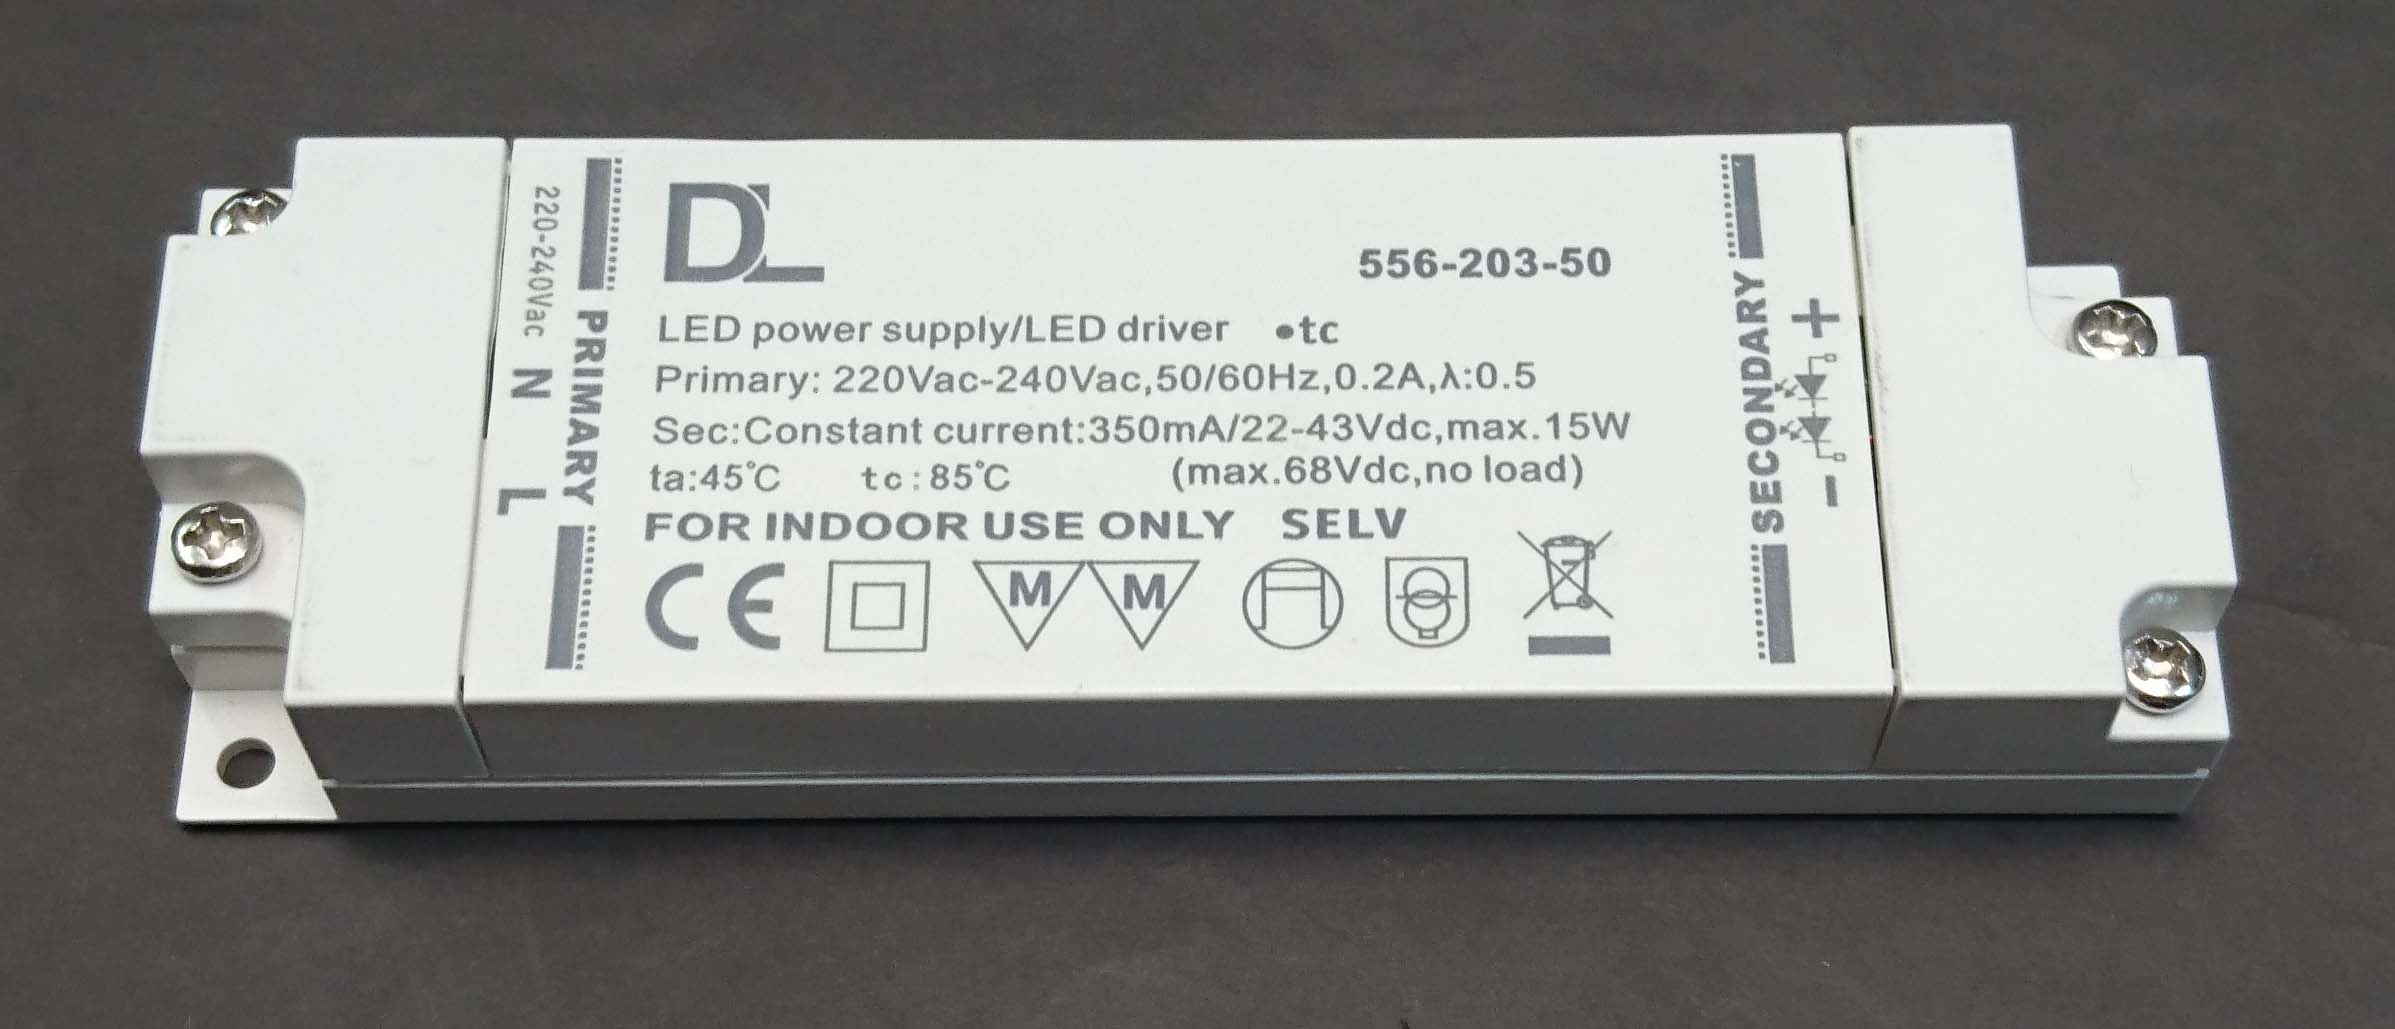 DL
556-203-50
LED power supply/LED driver •tc
Primary: 220Vac-240Vac,50/60Hz,0.2A,λ:0.5
Sec:Constant current:350mA/22-43Vdc,max.15W
ta:45°C tc:85°C (max.68Vdc,no load)
FOR INDOOR USE ONLY SELV
CE M M
220-240Vac N L
PRIMARY
SECONDARY
+ -